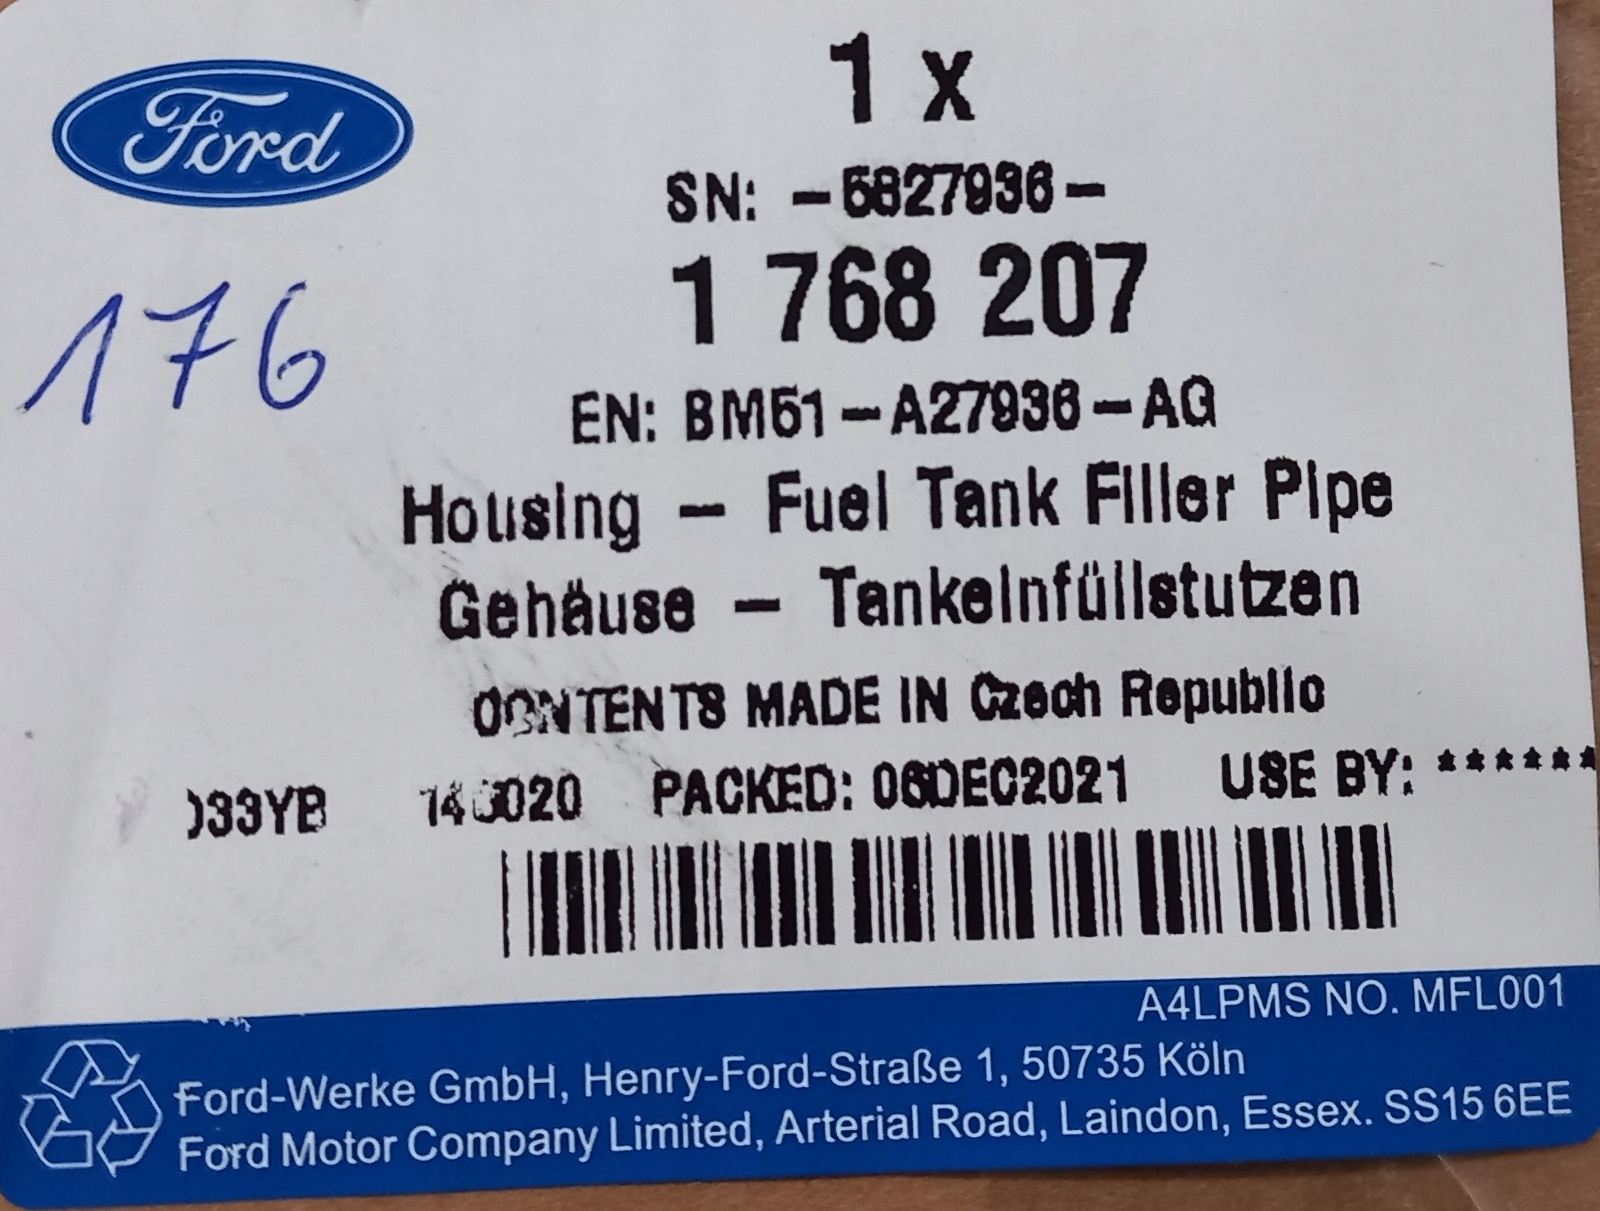 Ford
1 x
SN: -5827936-
1 768 207
176
EN: BM51-A27936-AG
Housing - Fuel Tank Filler Pipe
Gehäuse - Tankeinfüllstutzen
CONTENTS MADE IN Czech Republic
33YB PACKED: 06DEC2021 USE BY: ******
A4LPMS NO. MFL001
Ford-Werke GmbH, Henry-Ford-Straße 1, 50735 Köln
Ford Motor Company Limited, Arterial Road, Laindon, Essex. SS15 6EE